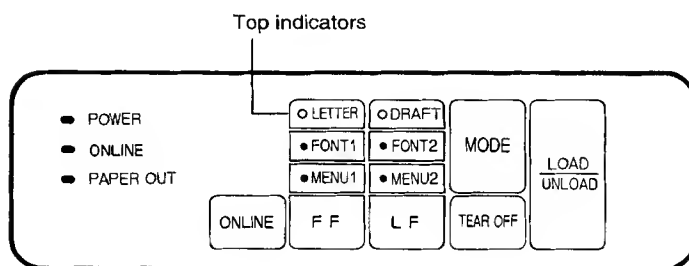 Top indicators
POWER
ONLINE
PAPER OUT
LETTER DRAFT
FONT1 FONT2
MENU1 MENU2
MODE
LOAD
UNLOAD
ONLINE FF LF TEAR OFF